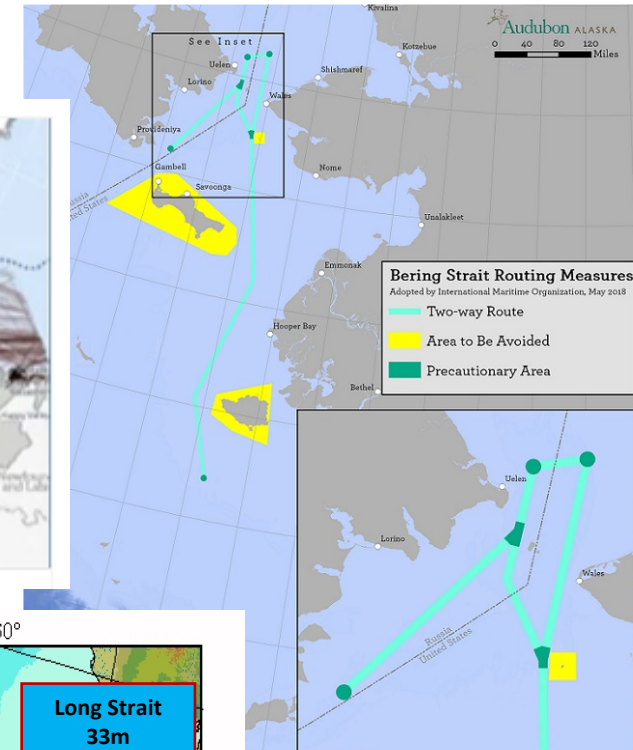 Kivalina
Audubon ALASKA
0 40 80 120
Miles
Kotzebue
See Inset
Uelen
Shishmaref
Lorino
Wales
Provideniya
Nome
Gambell
Savoonga
Russia
United States
Unalakleet
Emmonak
Hooper Bay
Bethel
Bering Strait Routing Measures
Adopted by International Maritime Organization, May 2018
Two-way Route
Area to Be Avoided
Precautionary Area
Uelen
Lorino
Wales
Russia
United States
Long Strait
33m